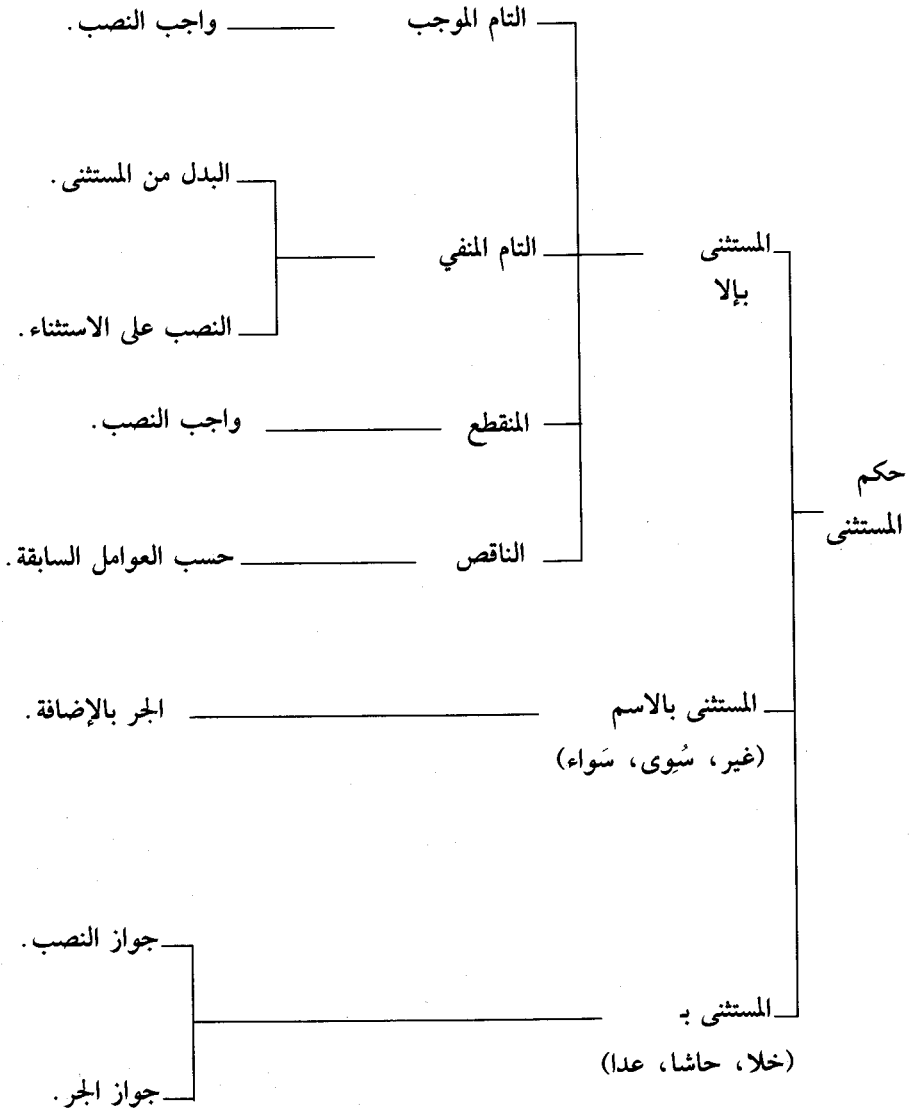 التام الموجب واجب النصب.
البدل من المستثنى.
المستثنى التام المنفي
بإلا
النصب على الاستثناء.
المنقطع واجب النصب.
حكم
المستثنى
الناقص حسب العوامل السابقة.
المستثنى بالاسم الجر بالإضافة.
(غير، سُوِى، سَواء)
جواز النصب.
المستثنى بـ
(خلا، حاشا، عدا)
جواز الجر.